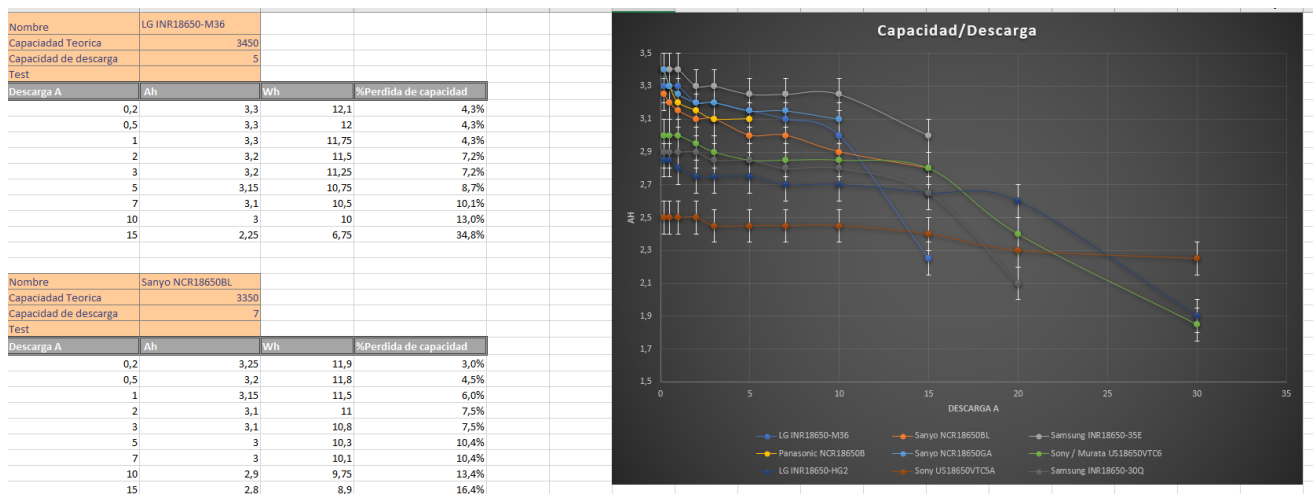 Nombre LG INR18650-M36
Capaciadad Teorica 3450
Capacidad de descarga 5
Test
Descarga A Ah Wh %Perdida de capacidad
0,2 3,3 12,1 4,3%
0,5 3,3 12 4,3%
1 3,3 11,75 4,3%
2 3,2 11,5 7,2%
3 3,2 11,25 7,2%
5 3,15 10,75 8,7%
7 3,1 10,5 10,1%
10 3 10 13,0%
15 2,25 6,75 34,8%
Nombre Sanyo NCR18650BL
Capaciadad Teorica 3350
Capacidad de descarga 7
Test
Descarga A Ah Wh %Perdida de capacidad
0,2 3,25 11,9 3,0%
0,5 3,2 11,8 4,5%
1 3,15 11,5 6,0%
2 3,1 11 7,5%
3 3,1 10,8 7,5%
5 3 10,3 10,4%
7 3 10,1 10,4%
10 2,9 9,75 13,4%
15 2,8 8,9 16,4%
Capacidad/Descarga
3,5
3,3
3,1
2,9
2,7
2,5
2,3
2,1
1,9
1,7
1,5
AH
0 5 10 15 20 25 30 35
DESCARGA A
LG INR18650-M36 Sanyo NCR18650BL Samsung INR18650-35E
Panasonic NCR18650B Sanyo NCR18650GA Sony / Murata US18650VTC6
LG INR18650-HG2 Sony US18650VTC5A Samsung INR18650-30Q